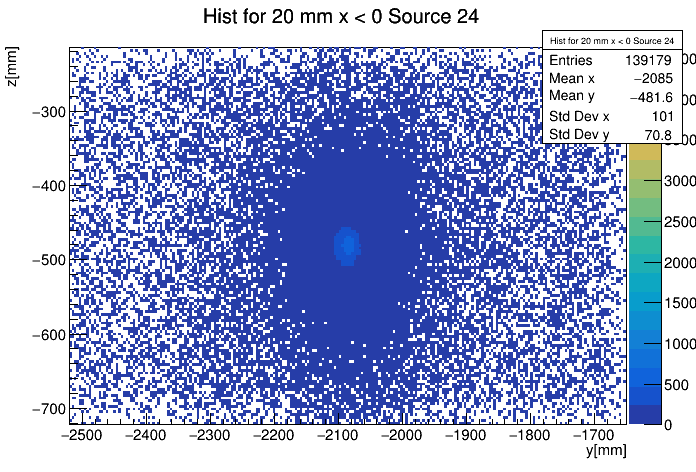 Hist for 20 mm x < 0 Source 24
z[mm]
Hist for 20 mm x < 0 Source 24
Entries 139179
Mean x −2085
Mean y −481.6
Std Dev x 101
Std Dev y 70.8
−300
−400
−500
−600
−700
3000
2500
2000
1500
1000
500
0
−2500 −2400 −2300 −2200 −2100 −2000 −1900 −1800 −1700
y[mm]